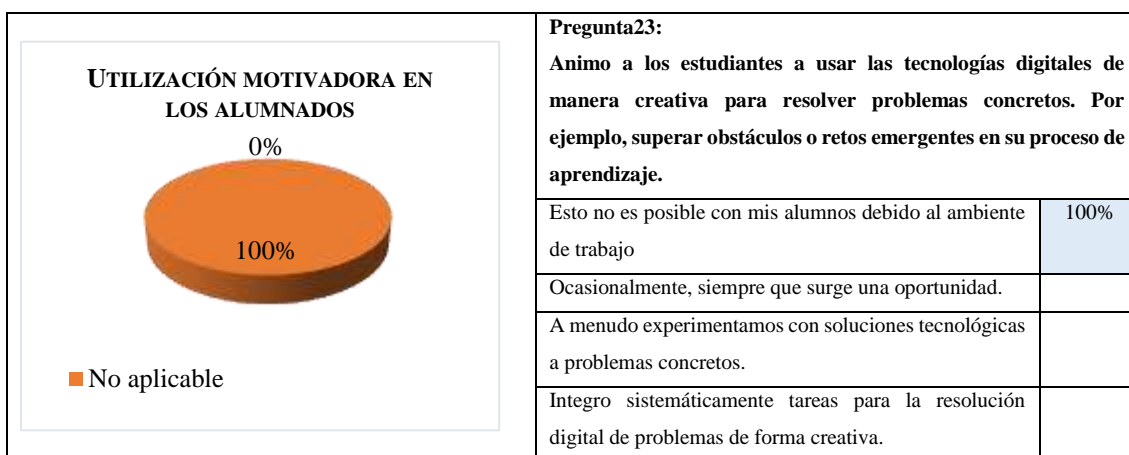 UTILIZACIÓN MOTIVADORA EN
LOS ALUMNADOS
0%
100%
No aplicable
Pregunta23:
Animo a los estudiantes a usar las tecnologías digitales de
manera creativa para resolver problemas concretos. Por
ejemplo, superar obstáculos o retos emergentes en su proceso de
aprendizaje.
Esto no es posible con mis alumnos debido al ambiente
de trabajo
100%
Ocasionalmente, siempre que surge una oportunidad.
A menudo experimentamos con soluciones tecnológicas
a problemas concretos.
Integro sistemáticamente tareas para la resolución
digital de problemas de forma creativa.